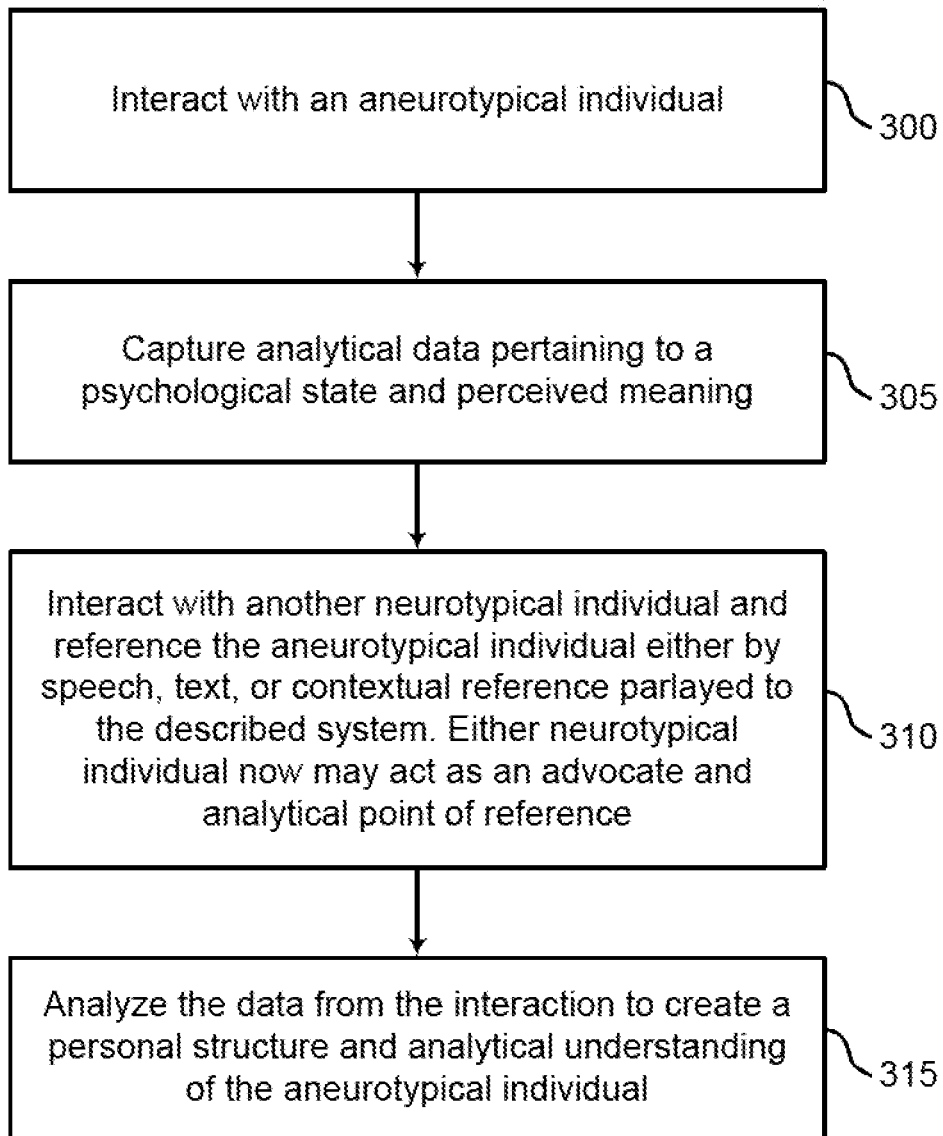 Interact with an aneurotypical individual
300
Capture analytical data pertaining to a
psychological state and perceived meaning
305
Interact with another neurotypical individual and
reference the aneurotypical individual either by
speech, text, or contextual reference parlayed to
the described system. Either neurotypical
individual now may act as an advocate and
analytical point of reference
310
Analyze the data from the interaction to create a
personal structure and analytical understanding
of the aneurotypical individual
315